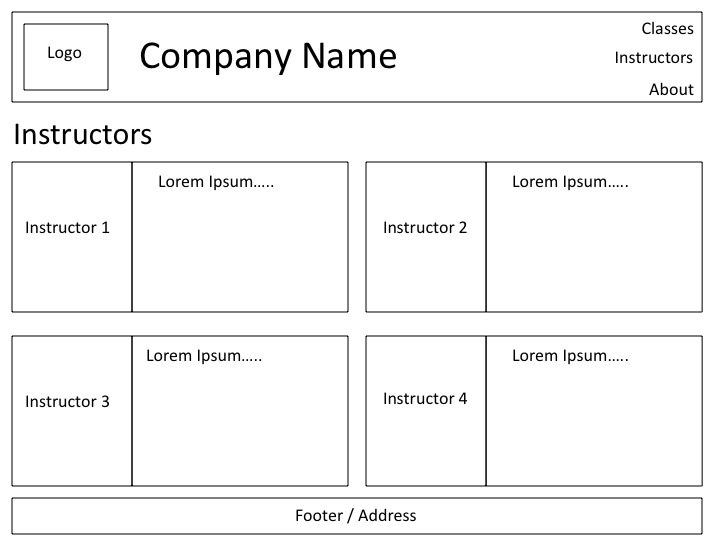 Logo
Company Name
Classes
Instructors
About
Instructors
Instructor 1
Lorem Ipsum.....
Instructor 2
Lorem Ipsum.....
Instructor 3
Lorem Ipsum.....
Instructor 4
Lorem Ipsum.....
Footer / Address